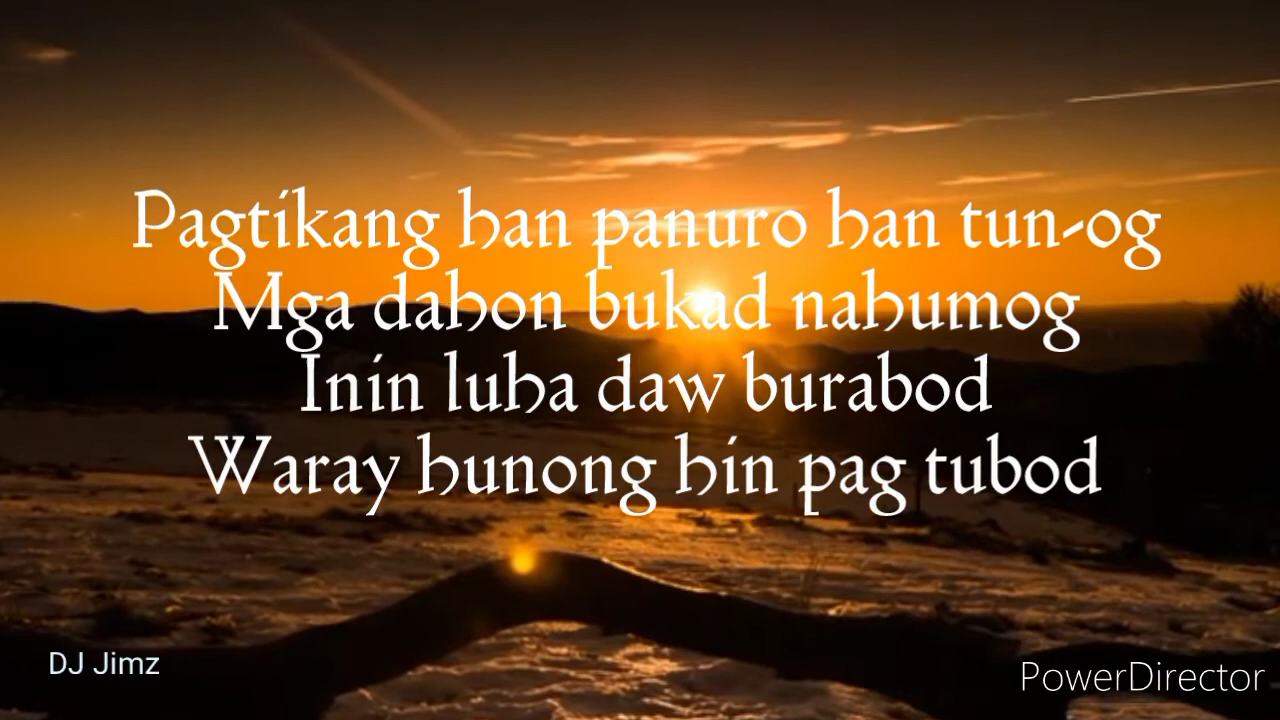 Pagtikang han panuro han tun-og
Mga dahon bukad nahumog
Inin luha daw burabod
Waray hunong hin pag tubod
DJ Jimz
PowerDirector